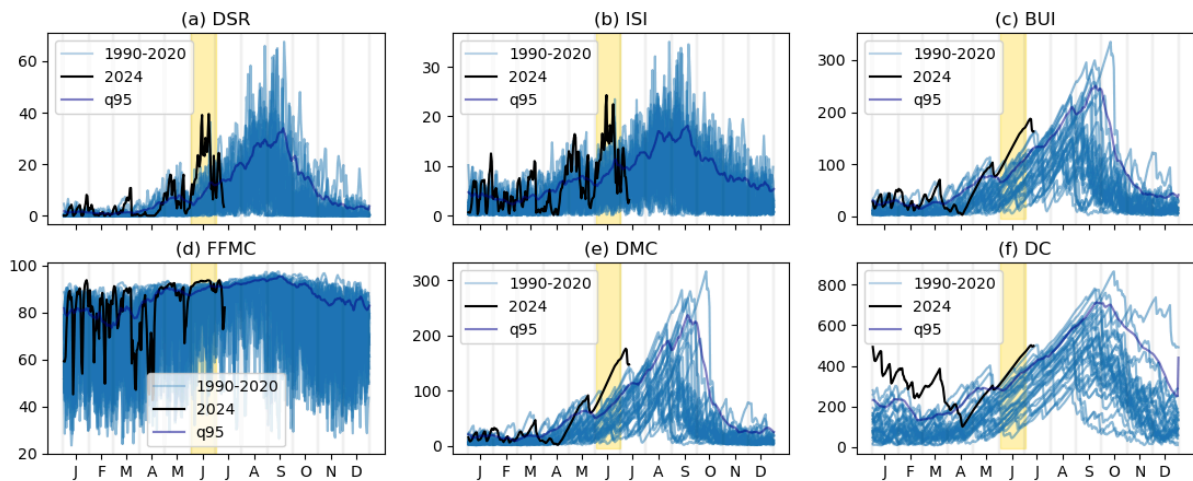 (a) DSR
60
40
20
0
1990-2020
2024
q95
J F M A M J J A S O N D
(b) ISI
30
20
10
0
1990-2020
2024
q95
J F M A M J J A S O N D
(c) BUI
300
200
100
0
1990-2020
2024
q95
J F M A M J J A S O N D
(d) FFMC
100
80
60
40
20
1990-2020
2024
q95
J F M A M J J A S O N D
(e) DMC
300
200
100
0
1990-2020
2024
q95
J F M A M J J A S O N D
(f) DC
800
600
400
200
0
1990-2020
2024
q95
J F M A M J J A S O N D